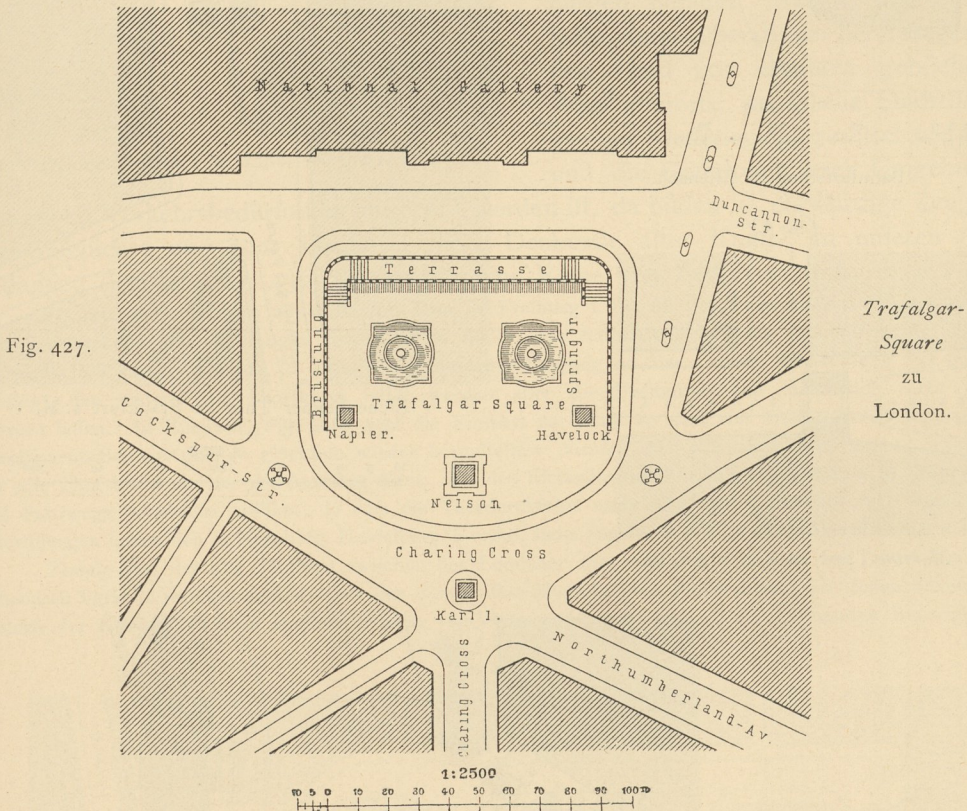 National Gallery
Duncannon-
Str.
Terrasse
Brüstung
Springbr.
Fig. 427.
Trafalgar-
Square
zu
London.
Trafalgar Square
Cockspur-str.
Napier.
Havelock
Nelson
Charing Cross
Karl I.
Claring Cross
Northumberland-Av.
1:2500
10 5 0 10 20 30 40 50 60 70 80 90 100 m